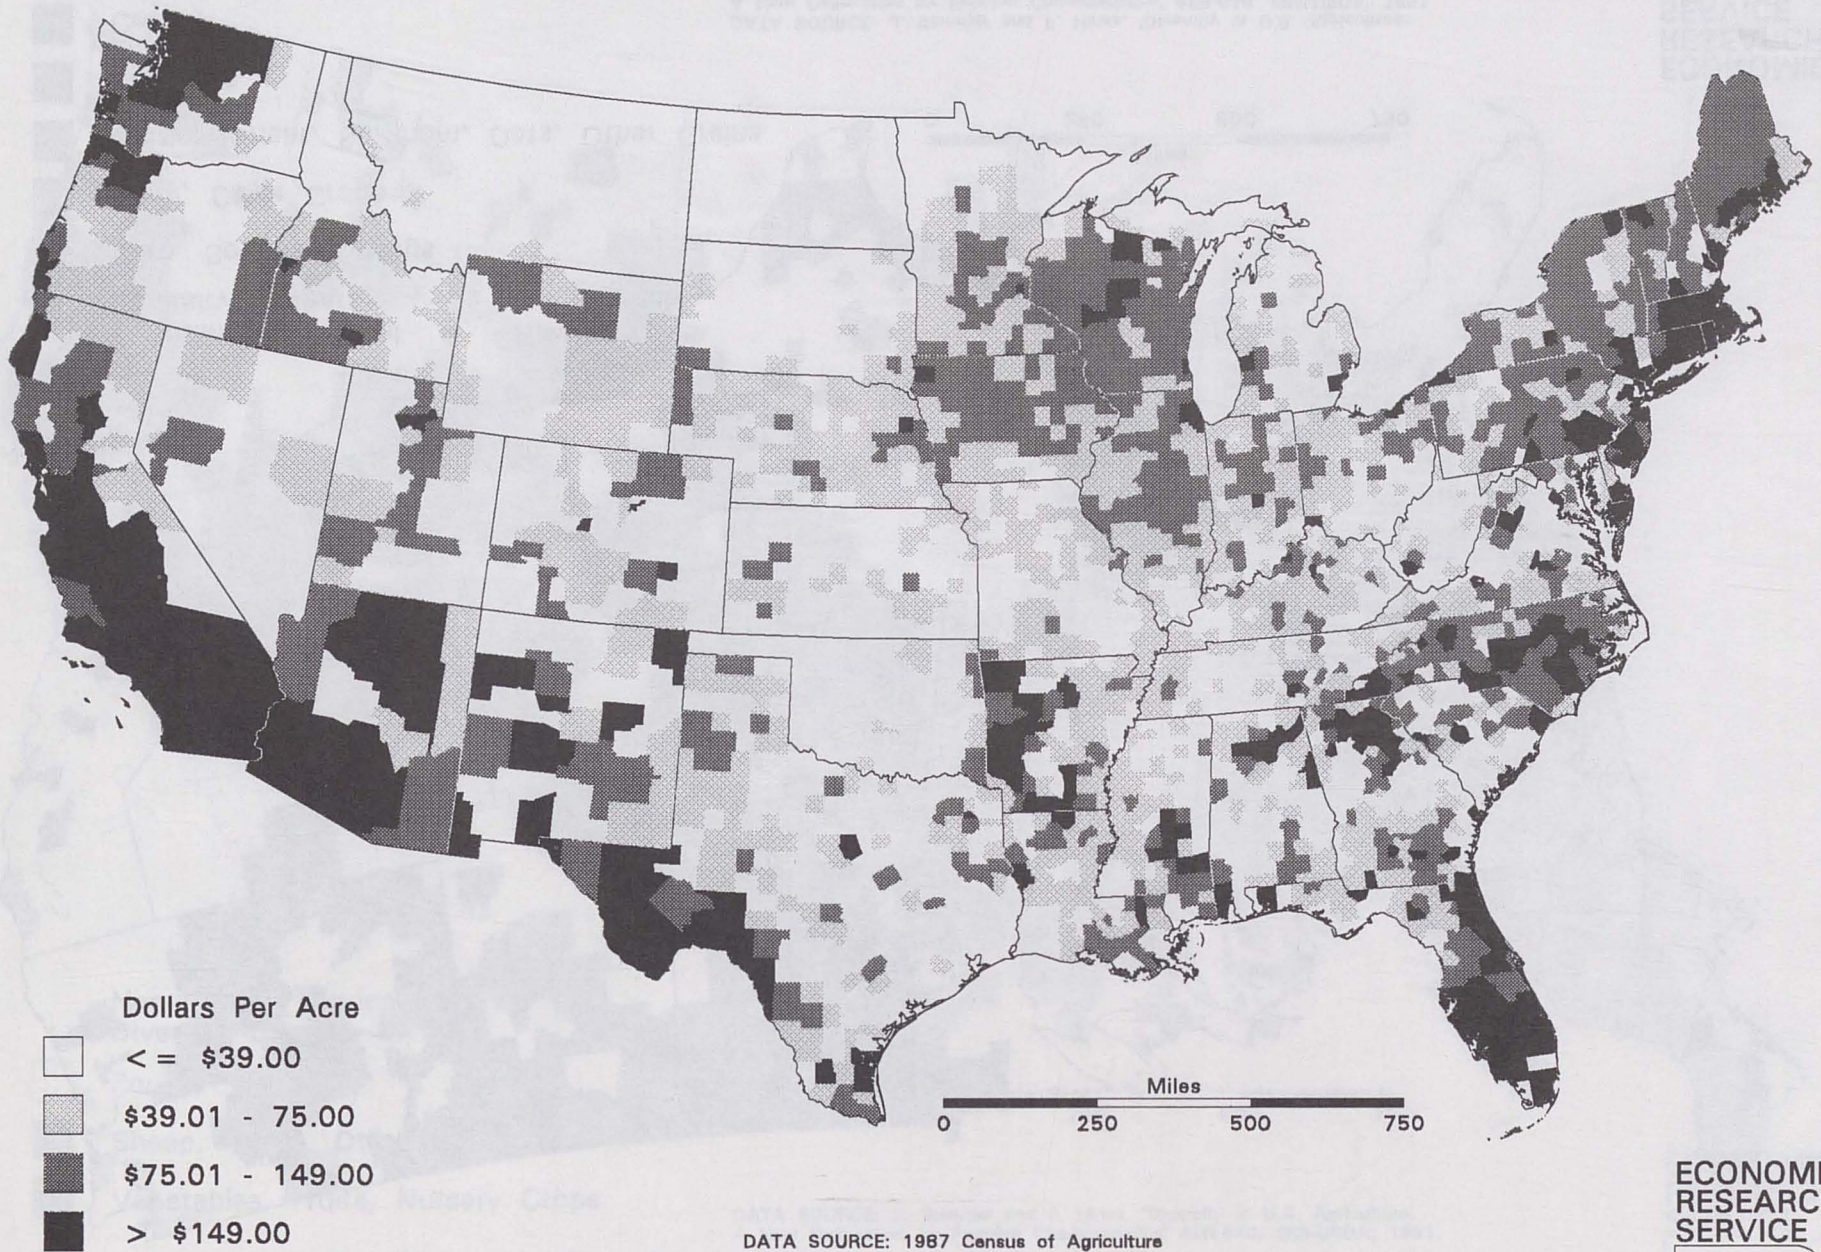 Dollars Per Acre
< = $39.00
$39.01 - 75.00
$75.01 - 149.00
> $149.00
Miles
0 250 500 750
DATA SOURCE: 1987 Census of Agriculture
ECONOMI
RESEARC
SERVICE